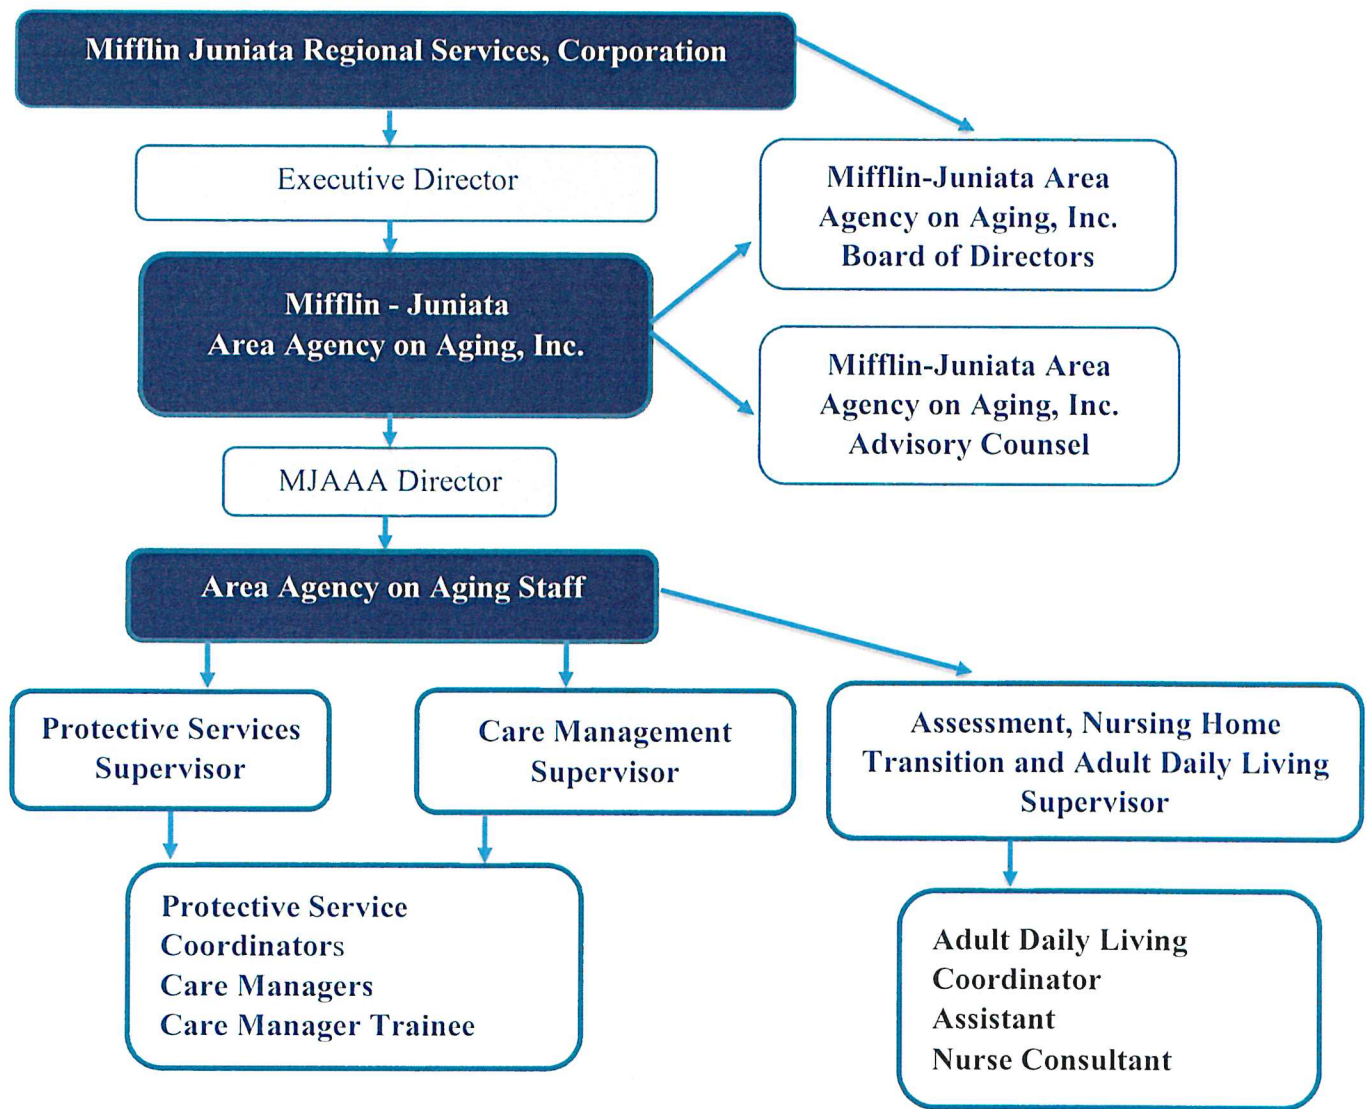 Mifflin Juniata Regional Services, Corporation
Executive Director
Mifflin-Juniata Area
Agency on Aging, Inc.
Board of Directors
Mifflin - Juniata
Area Agency on Aging, Inc.
Mifflin-Juniata Area
Agency on Aging, Inc.
Advisory Counsel
MJAAA Director
Area Agency on Aging Staff
Protective Services
Supervisor
Care Management
Supervisor
Assessment, Nursing Home
Transition and Adult Daily Living
Supervisor
Protective Service
Coordinators
Care Managers
Care Manager Trainee
Adult Daily Living
Coordinator
Assistant
Nurse Consultant